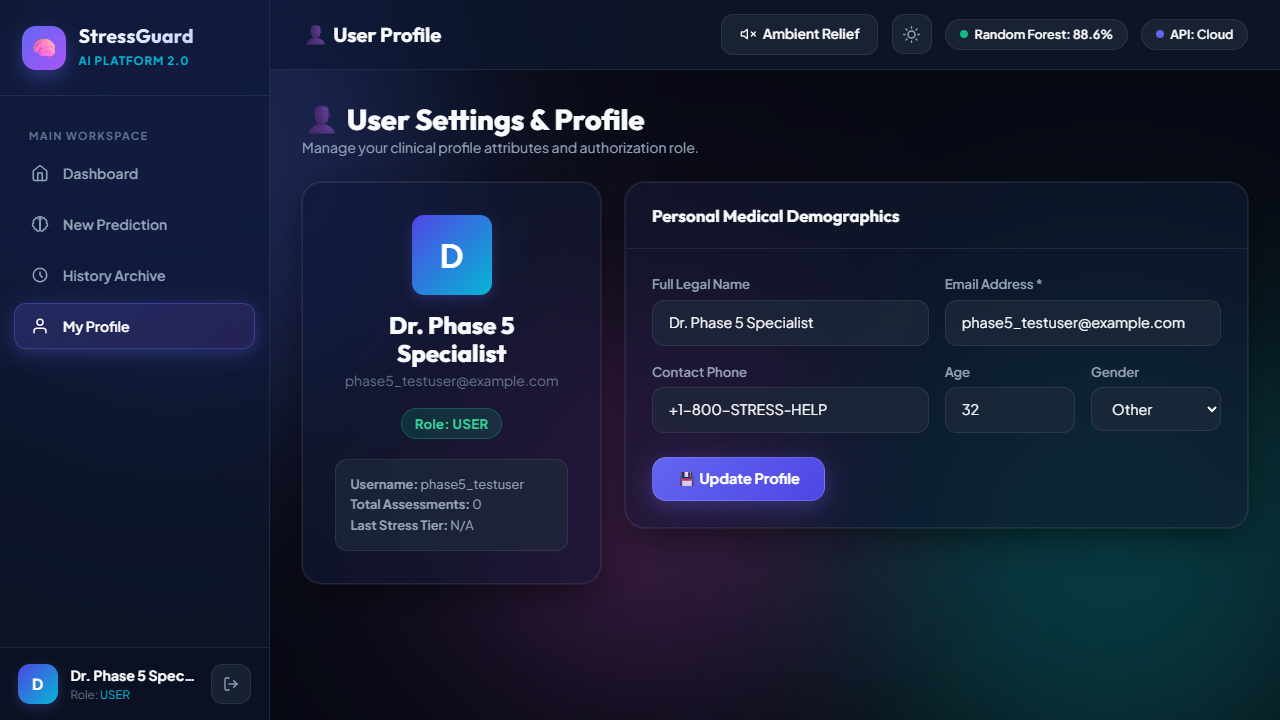 StressGuard
AI PLATFORM 2.0
MAIN WORKSPACE
Dashboard
New Prediction
History Archive
My Profile
D
Dr. Phase 5 Spec...
Role: USER
User Profile
Ambient Relief
Random Forest: 88.6%
API: Cloud
User Settings & Profile
Manage your clinical profile attributes and authorization role.
D
Dr. Phase 5
Specialist
phase5_testuser@example.com
Role: USER
Username: phase5_testuser
Total Assessments: 0
Last Stress Tier: N/A
Personal Medical Demographics
Full Legal Name
Dr. Phase 5 Specialist
Email Address *
phase5_testuser@example.com
Contact Phone
+1-800-STRESS-HELP
Age
32
Gender
Other
Update Profile